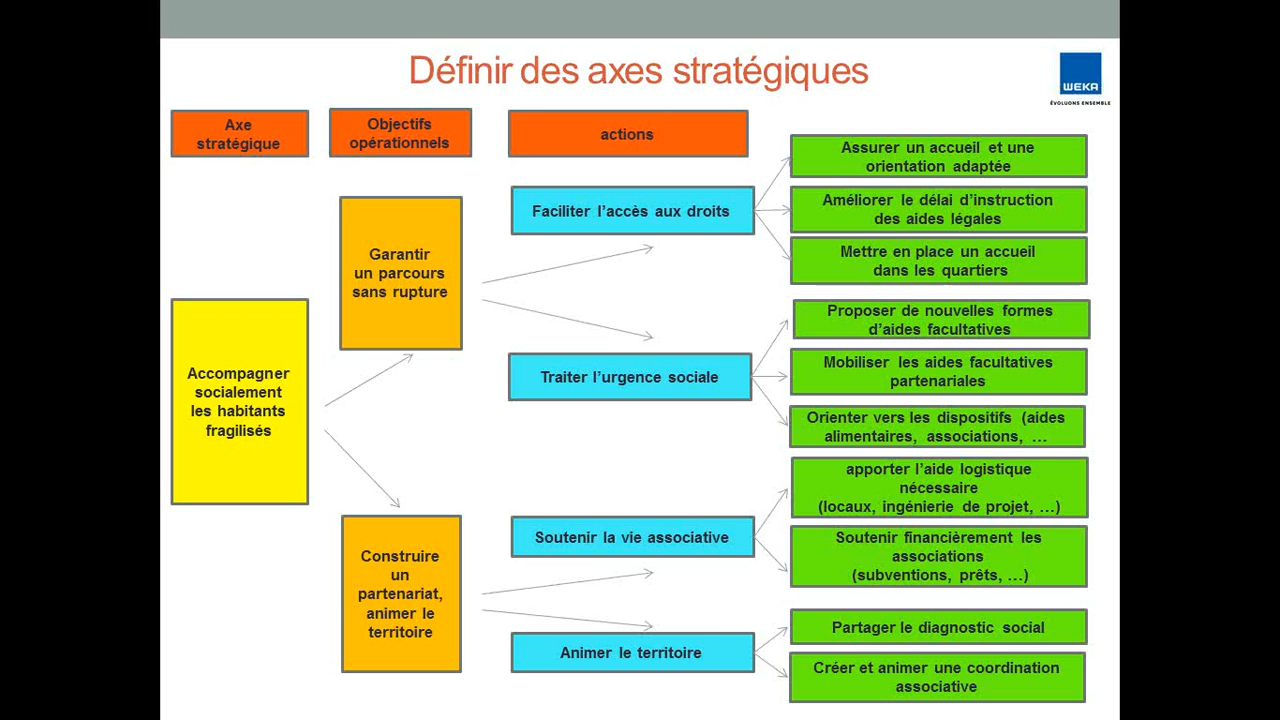 Définir des axes stratégiques
WEKA
ÉVOLUONS ENSEMBLE
Axe
stratégique
Objectifs
opérationnels
actions
Accompagner
socialement
les habitants
fragilisés
Garantir
un parcours
sans rupture
Construire
un
partenariat,
animer le
territoire
Faciliter l’accès aux droits
Assurer un accueil et une
orientation adaptée
Améliorer le délai d’instruction
des aides légales
Mettre en place un accueil
dans les quartiers
Traiter l’urgence sociale
Proposer de nouvelles formes
d’aides facultatives
Mobiliser les aides facultatives
partenariales
Orienter vers les dispositifs (aides
alimentaires, associations, …
Soutenir la vie associative
apporter l’aide logistique
nécessaire
(locaux, ingénierie de projet, …)
Soutenir financièrement les
associations
(subventions, prêts, …)
Animer le territoire
Partager le diagnostic social
Créer et animer une coordination
associative